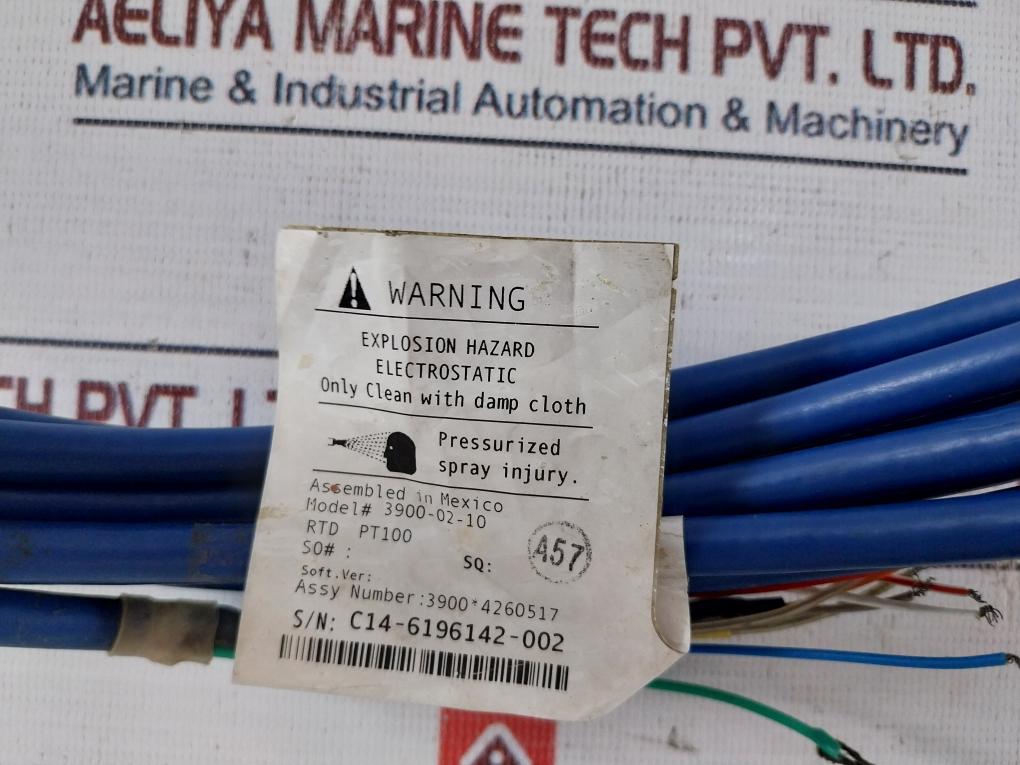 AELIYA MARINE TECH PVT. LTD.
Marine & Industrial Automation & Machinery
PVT. L
WARNING
EXPLOSION HAZARD
ELECTROSTATIC
Only Clean with damp cloth
Pressurized
spray injury.
Assembled in Mexico
Model# 3900-02-10
RTD PT100
SO# :
SQ:
A57
Soft.Ver:
Assy Number:3900*4260517
S/N: C14-6196142-002